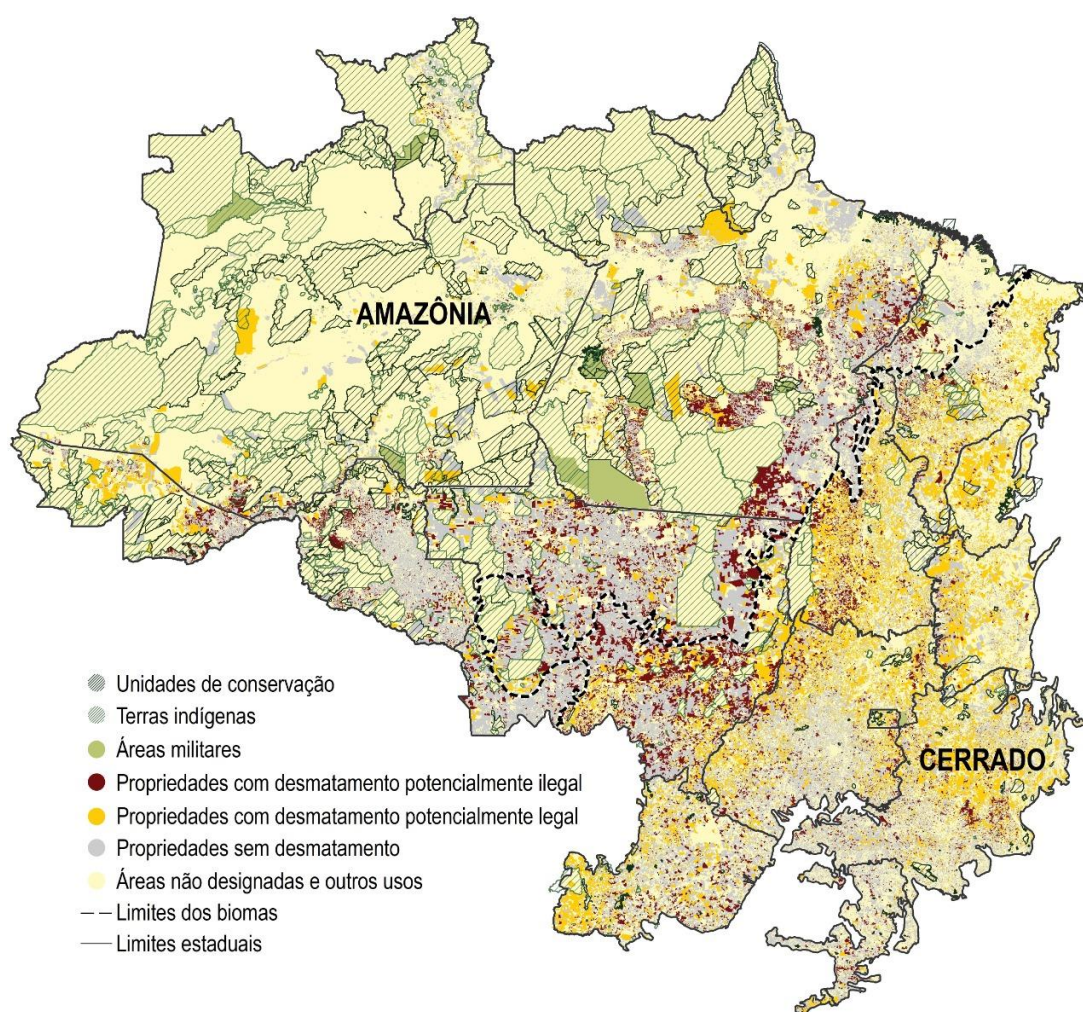 AMAZÔNIA
CERRADO
Unidades de conservação
Terras indígenas
Áreas militares
Propriedades com desmatamento potencialmente ilegal
Propriedades com desmatamento potencialmente legal
Propriedades sem desmatamento
Áreas não designadas e outros usos
Limites dos biomas
Limites estaduais